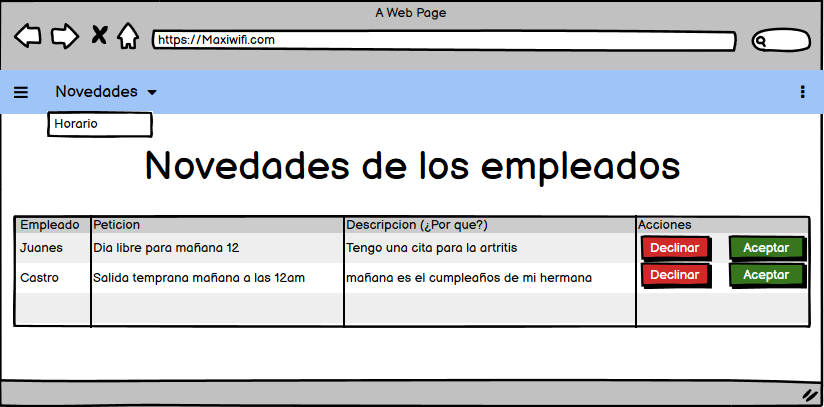 A Web Page
https://Maxiwifi.com
Novedades
Horario
Novedades de los empleados
Empleado Peticion Descripcion (¿Por que?) Acciones
Juanes Dia libre para mañana 12 Tengo una cita para la artritis Declinar Aceptar
Castro Salida temprana mañana a las 12am mañana es el cumpleaños de mi hermana Declinar Aceptar